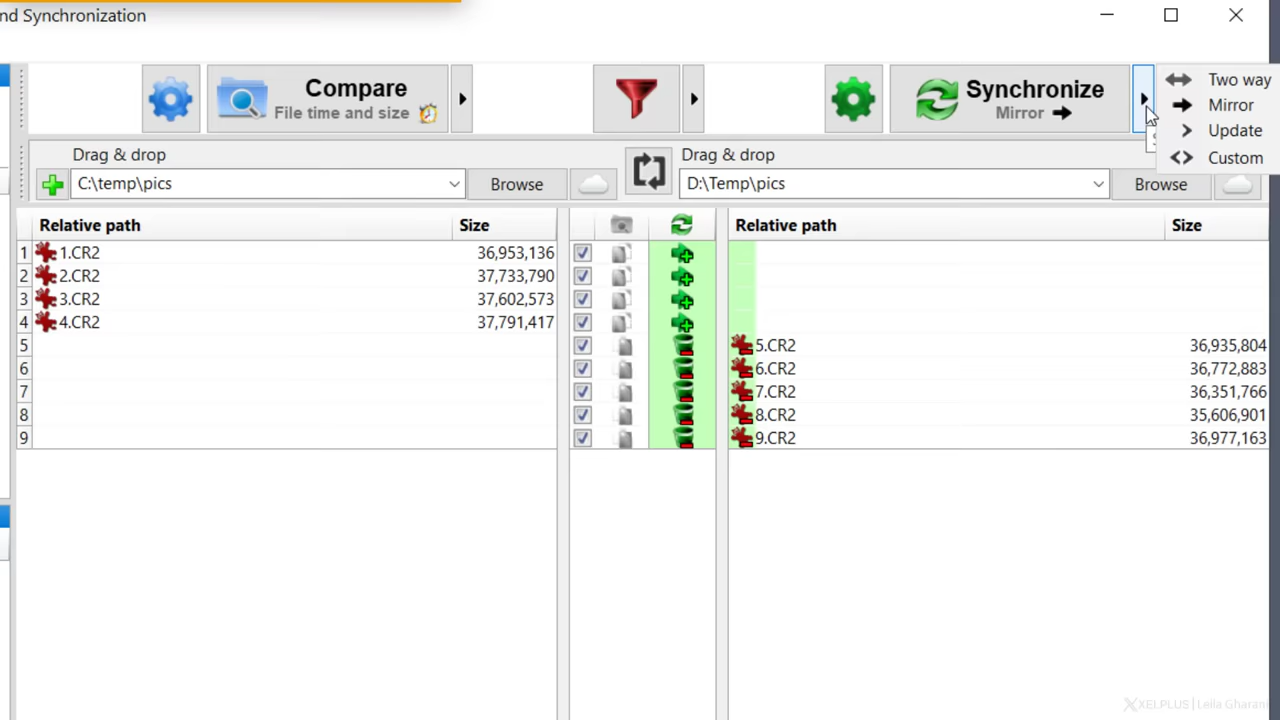 nd Synchronization
Compare
File time and size
Synchronize
Mirror
Two way
Mirror
Update
Custom
Drag & drop
C:\temp\pics
Browse
Drag & drop
D:\Temp\pics
Browse
Relative path Size
Relative path Size
1 1.CR2 36,953,136
2 2.CR2 37,733,790
3 3.CR2 37,602,573
4 4.CR2 37,791,417
5 5.CR2 36,935,804
6 6.CR2 36,772,883
7 7.CR2 36,351,766
8 8.CR2 35,606,901
9 9.CR2 36,977,163
XELPLUS | Leila Gharani